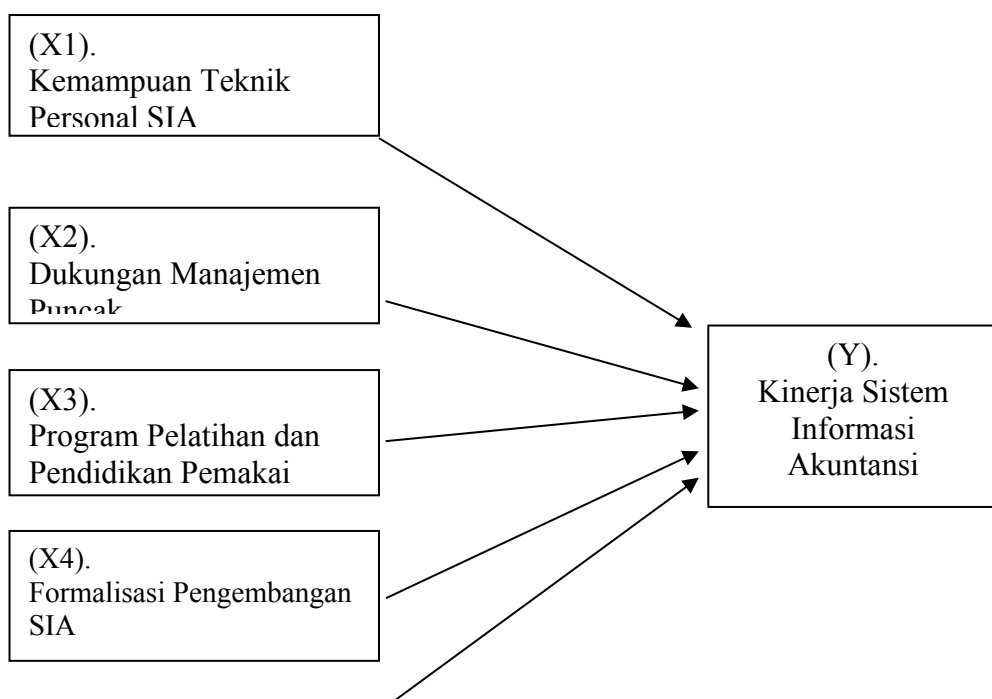 (X1).
Kemampuan Teknik
Personal SIA
(X2).
Dukungan Manajemen
Puncak
(X3).
Program Pelatihan dan
Pendidikan Pemakai
(X4).
Formalisasi Pengembangan
SIA
(Y).
Kinerja Sistem
Informasi
Akuntansi